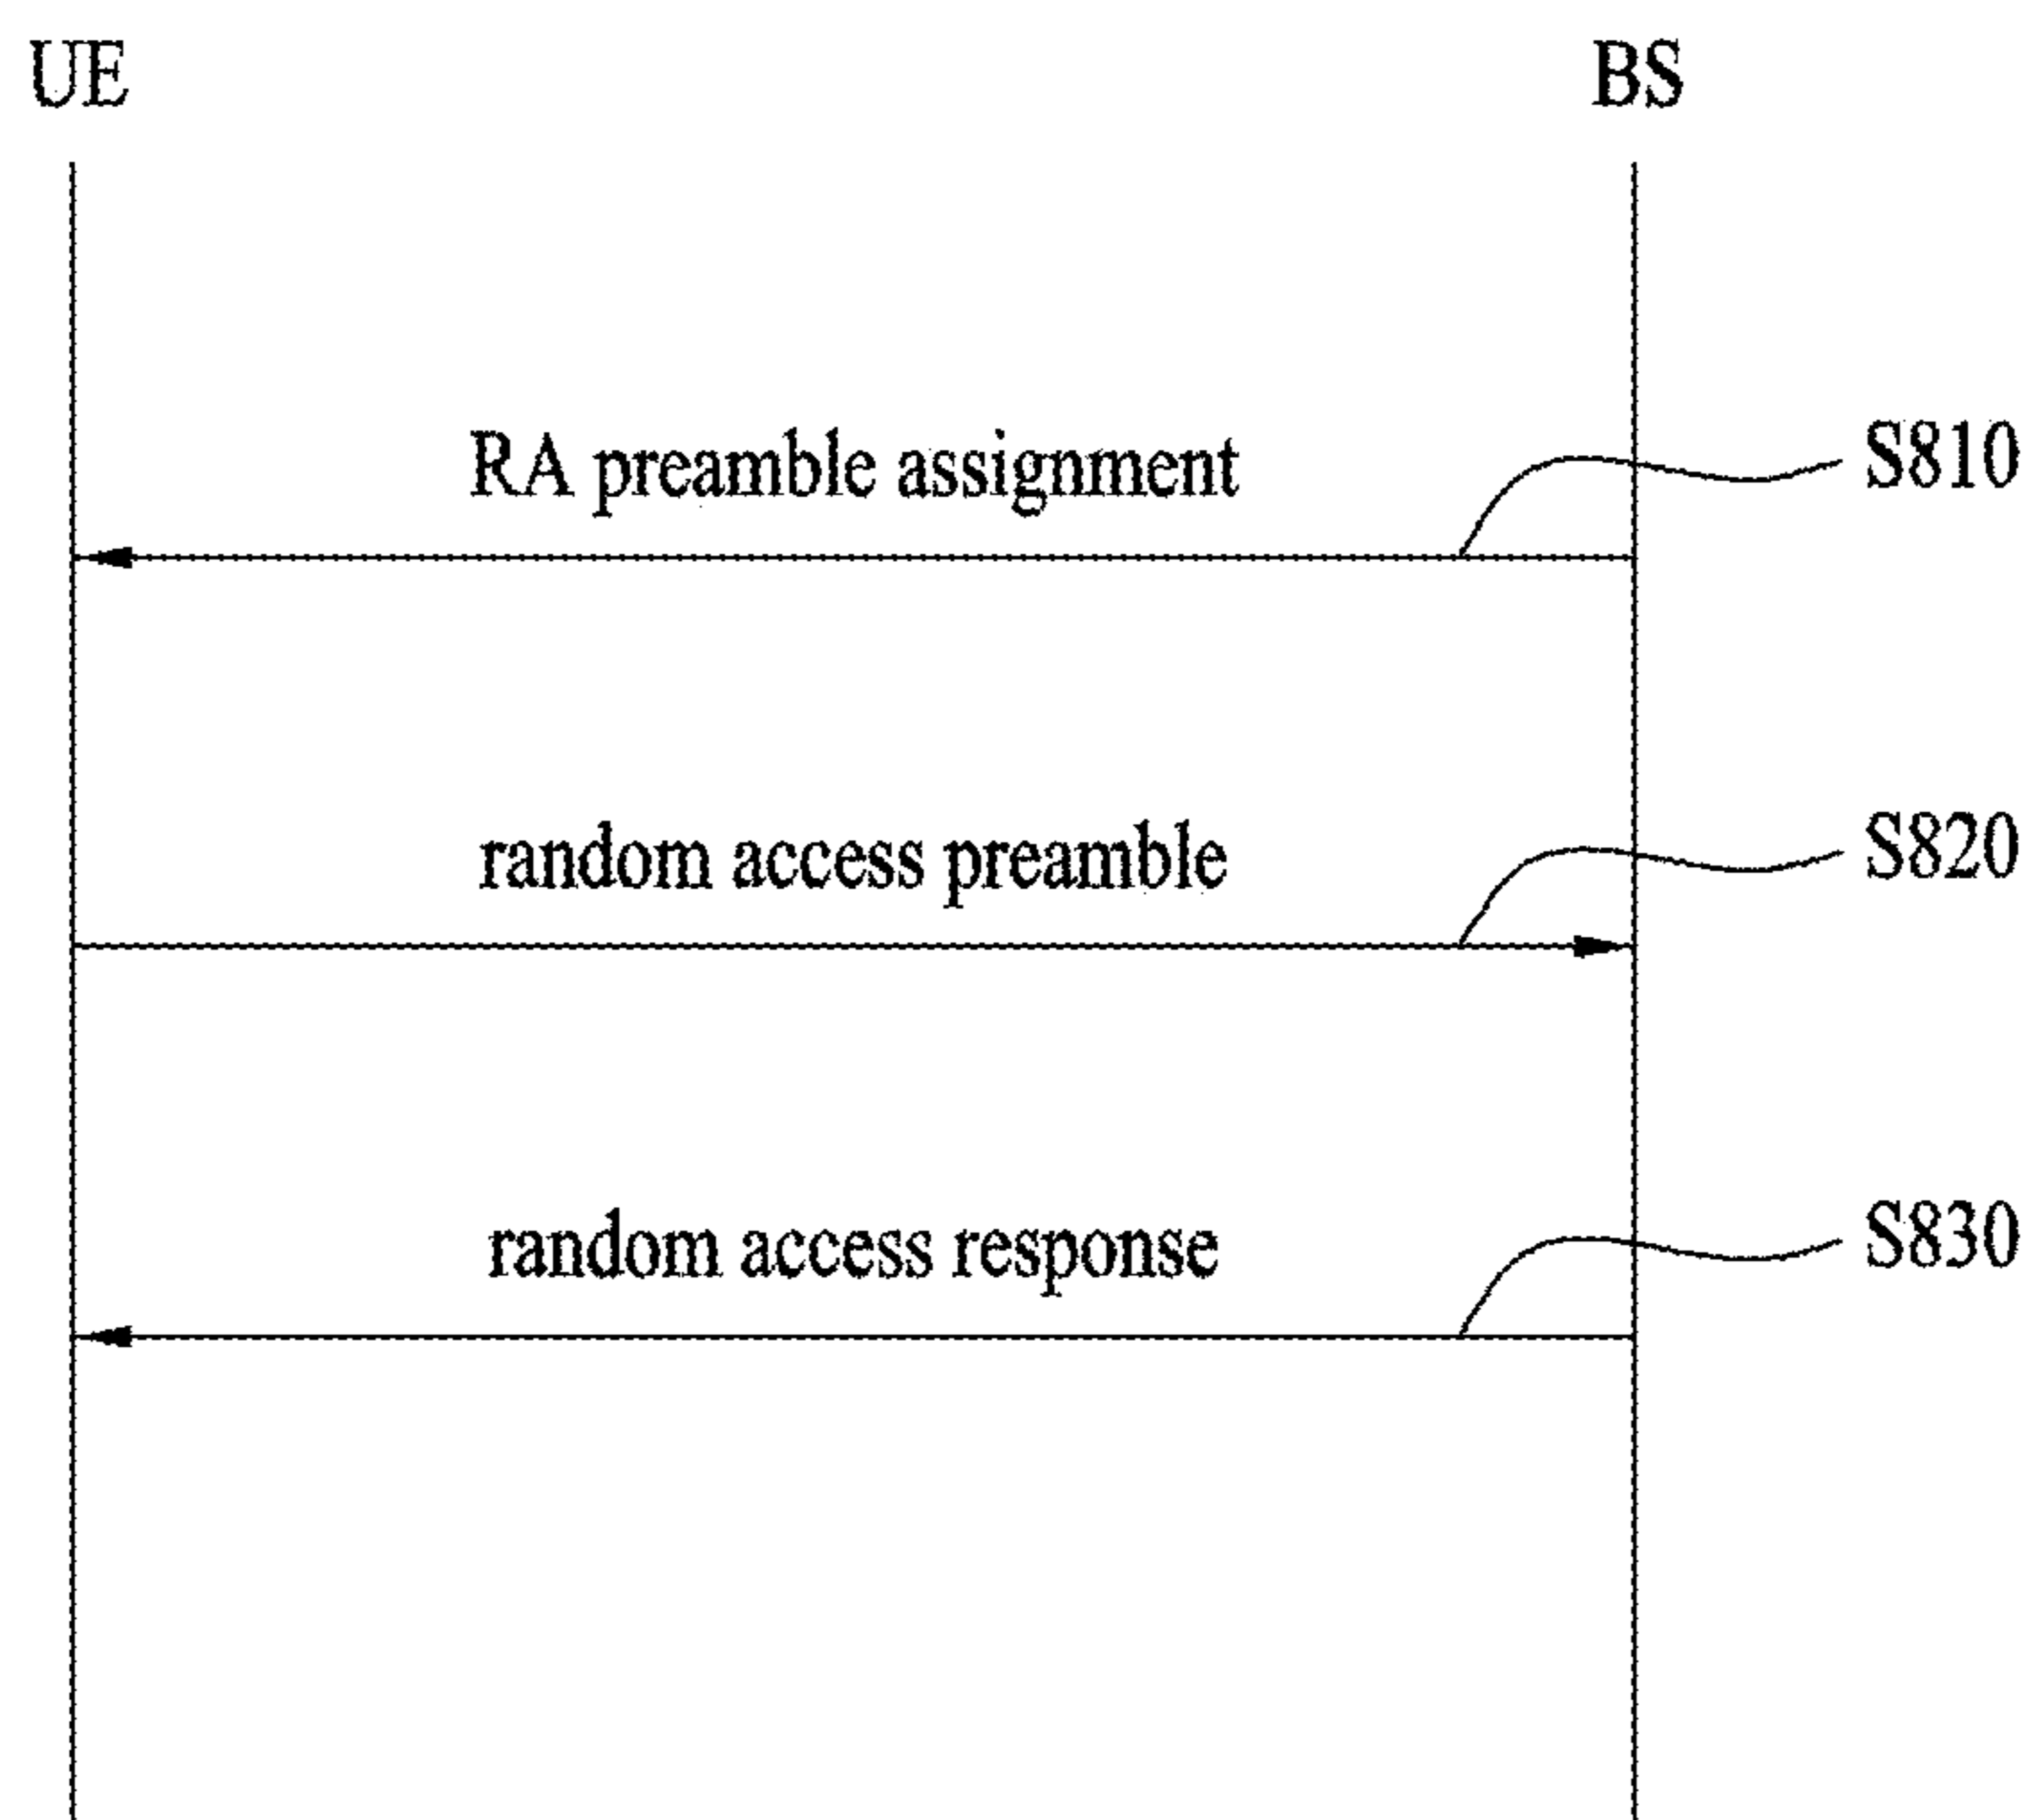 UE BS
RA preamble assignment S810
random access preamble S820
random access response S830